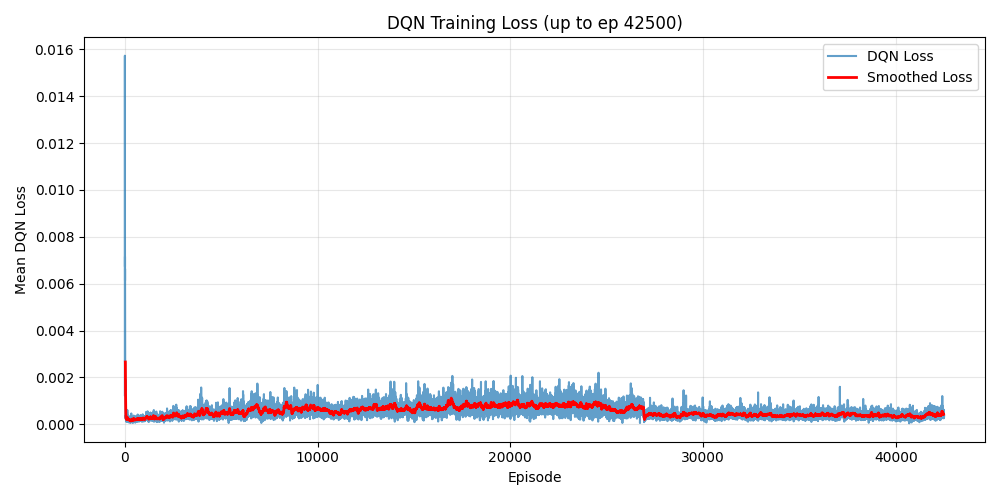 DQN Training Loss (up to ep 42500)
DQN Loss
Smoothed Loss
Mean DQN Loss
0.016
0.014
0.012
0.010
0.008
0.006
0.004
0.002
0.000
0
10000
20000
30000
40000
Episode